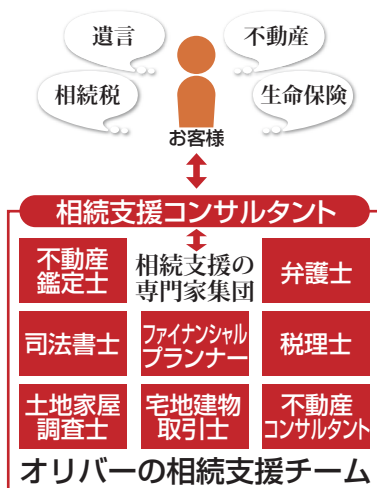 遺言
不動産
相続税
生命保険
お客様
相続支援コンサルタント
不動産
鑑定士
相続支援の
専門家集団
弁護士
司法書士
ファイナンシャル
プランナー
税理士
土地家屋
調査士
宅地建物
取引士
不動産
コンサルタント
オリバーの相続支援チーム